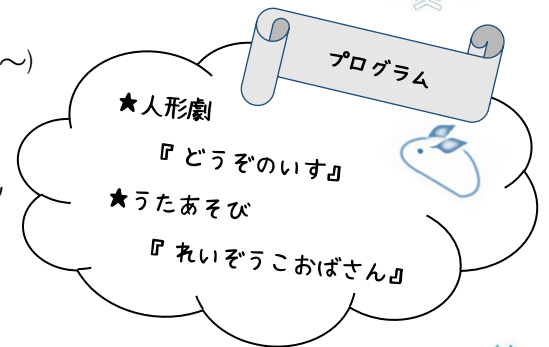 〜)
プログラム
★人形劇
『どうぞのいす』
★うたあそび
『れいぞうこおばさん』